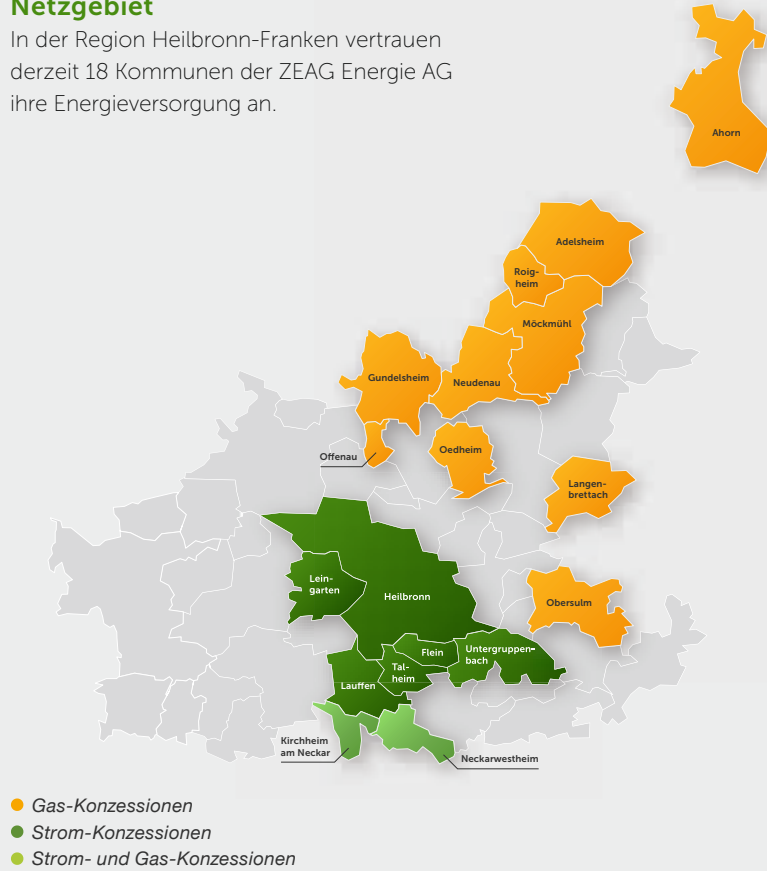 Netzgebiet
In der Region Heilbronn-Franken vertrauen
derzeit 18 Kommunen der ZEAG Energie AG
ihre Energieversorgung an.
Ahorn
Adelsheim
Roig-
heim
Möckmühl
Gundelsheim
Neudenau
Offenau
Oedheim
Langen-
brettach
Lein-
garten
Heilbronn
Obersulm
Flein
Untergruppen-
bach
Tal-
heim
Lauffen
Kirchheim
am Neckar
Neckarwestheim
Gas-Konzessionen
Strom-Konzessionen
Strom- und Gas-Konzessionen